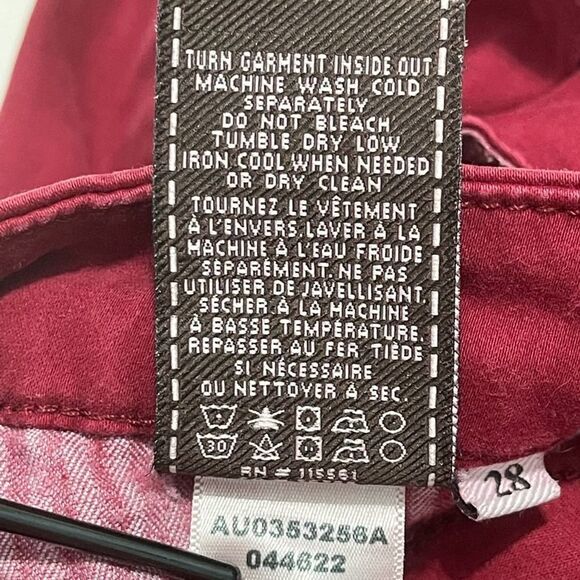 TURN GARMENT INSIDE OUT
MACHINE WASH COLD
SEPARATELY
DO NOT BLEACH
TUMBLE DRY LOW
IRON COOL WHEN NEEDED
OR DRY CLEAN
TOURNEZ LE VÊTEMENT
À L'ENVERS. LAVER À LA
MACHINE À L'EAU FROIDE
SÉPARÉMENT. NE PAS
UTILISER DE JAVELLISANT.
SÉCHER À LA MACHINE
À BASSE TEMPÉRATURE.
REPASSER AU FER TIÈDE
SI NÉCESSAIRE
OU NETTOYER À SEC.
30
RN # 115561
28
AU0353256A
044622